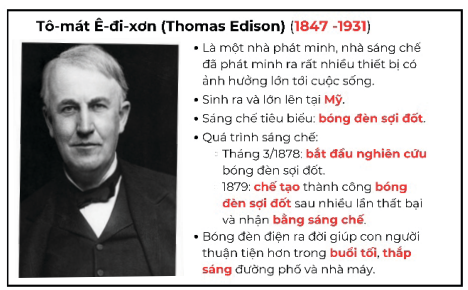 Tô-mát Ê-đi-xơn (Thomas Edison) (1847 -1931)
• Là một nhà phát minh, nhà sáng chế
đã phát minh ra rất nhiều thiết bị có
ảnh hưởng lớn tới cuộc sống.
• Sinh ra và lớn lên tại Mỹ.
• Sáng chế tiêu biểu: bóng đèn sợi đốt.
• Quá trình sáng chế:
- Tháng 3/1878: bắt đầu nghiên cứu
bóng đèn sợi đốt.
1879: chế tạo thành công bóng
đèn sợi đốt sau nhiều lần thất bại
và nhận bằng sáng chế.
• Bóng đèn điện ra đời giúp con người
thuận tiện hơn trong buổi tối, thắp
sáng đường phố và nhà máy.